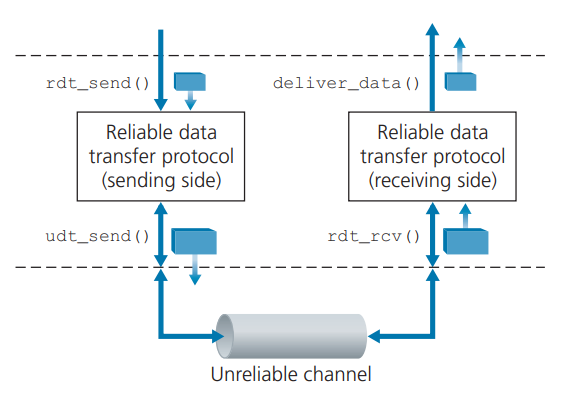 rdt_send()
deliver_data()
Reliable data
transfer protocol
(sending side)
Reliable data
transfer protocol
(receiving side)
udt_send()
rdt_rcv()
Unreliable channel